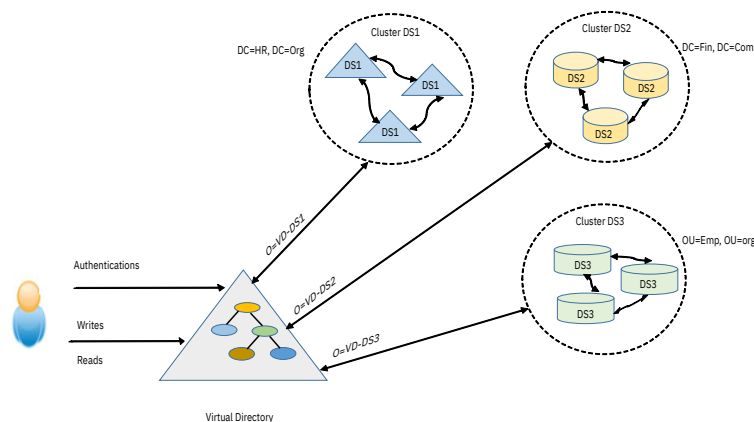 Cluster DS1
DC=HR, DC=Org
DS1
DS1
DS1
Cluster DS2
DC=Fin, DC=Com
DS2
DS2
DS2
O=VD-DS1
Cluster DS3
OU=Emp, OU=org
DS3
DS3
DS3
Authentications
O=VD-DS2
Writes
Reads
O=VD-DS3
Virtual Directory